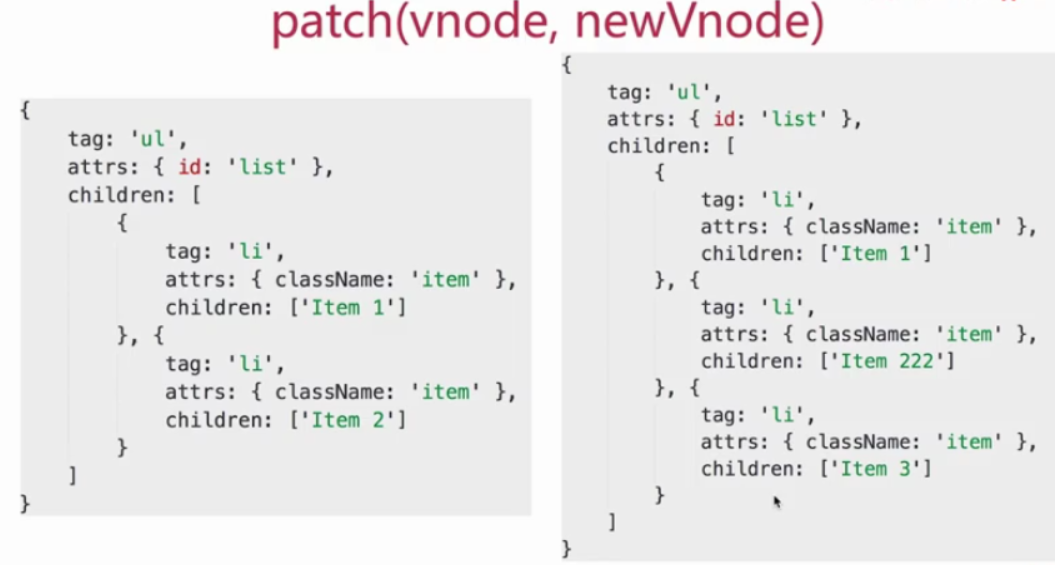 patch(vnode, newVnode)
{
    tag: 'ul',
    attrs: { id: 'list' },
    children: [
        {
            tag: 'li',
            attrs: { className: 'item' },
            children: ['Item 1']
        }, {
            tag: 'li',
            attrs: { className: 'item' },
            children: ['Item 2']
        }
    ]
}
{
    tag: 'ul',
    attrs: { id: 'list' },
    children: [
        {
            tag: 'li',
            attrs: { className: 'item' },
            children: ['Item 1']
        }, {
            tag: 'li',
            attrs: { className: 'item' },
            children: ['Item 222']
        }, {
            tag: 'li',
            attrs: { className: 'item' },
            children: ['Item 3']
        }
    ]
}